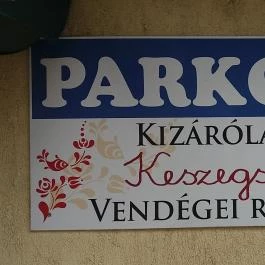 PARKO
KIZÁRÓLA
Keszegs
VENDÉGEI R